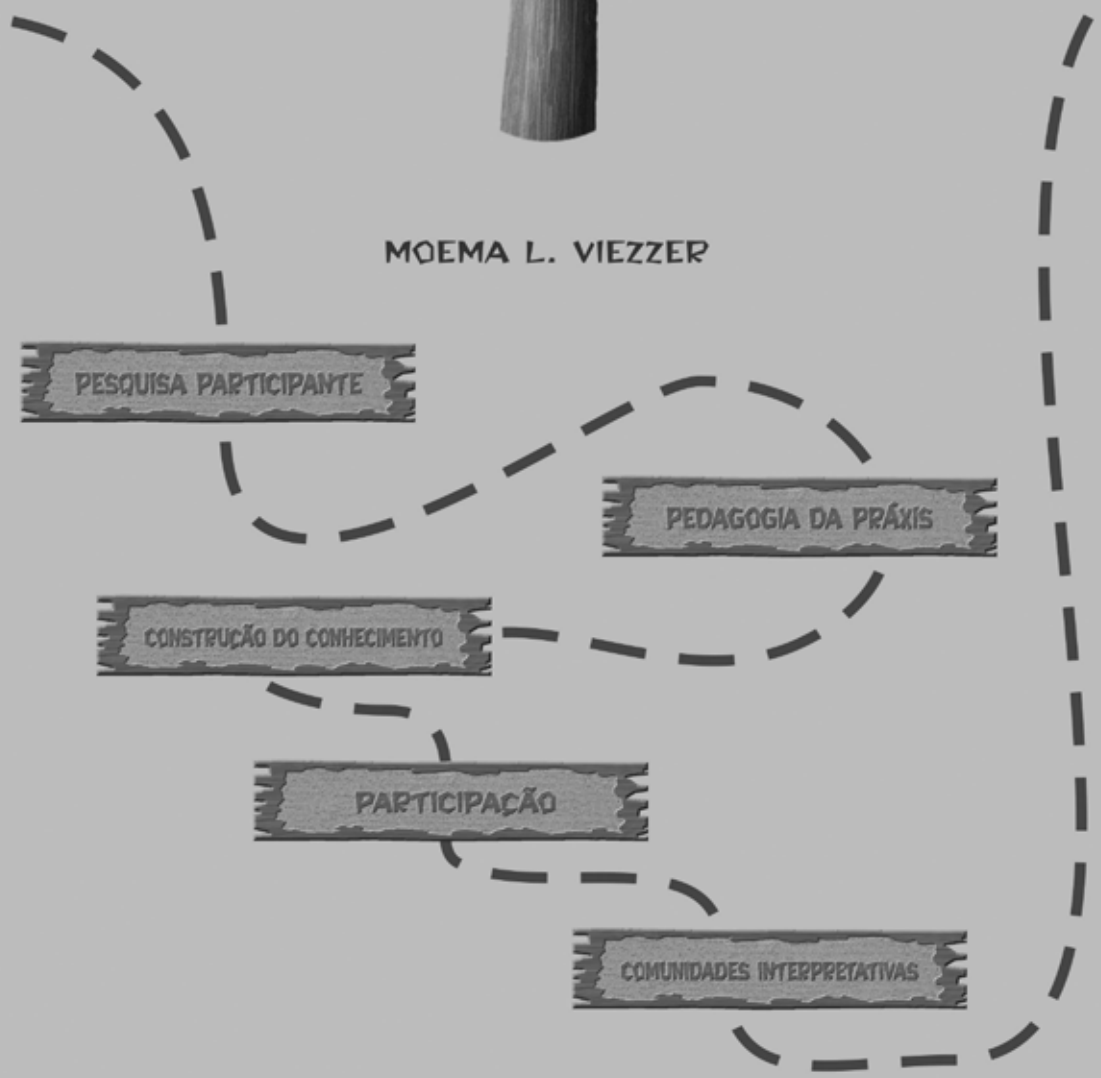 MOEMA L. VIEZZER
PESQUISA PARTICIPANTE
PEDAGOGIA DA PRÁXIS
CONSTRUÇÃO DO CONHECIMENTO
PARTICIPAÇÃO
COMUNIDADES INTERPRETATIVAS